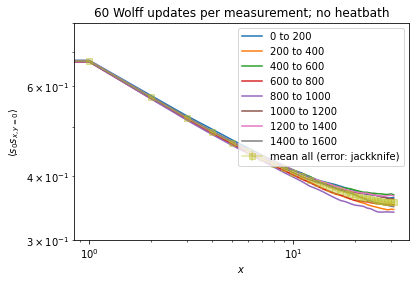 60 Wolff updates per measurement; no heatbath
0 to 200
200 to 400
400 to 600
600 to 800
800 to 1000
1000 to 1200
1200 to 1400
1400 to 1600
mean all (error: jackknife)
6 × 10⁻¹
4 × 10⁻¹
3 × 10⁻¹
⟨s₀sₓ,ᵧ₌₀⟩
10⁰
10¹
x